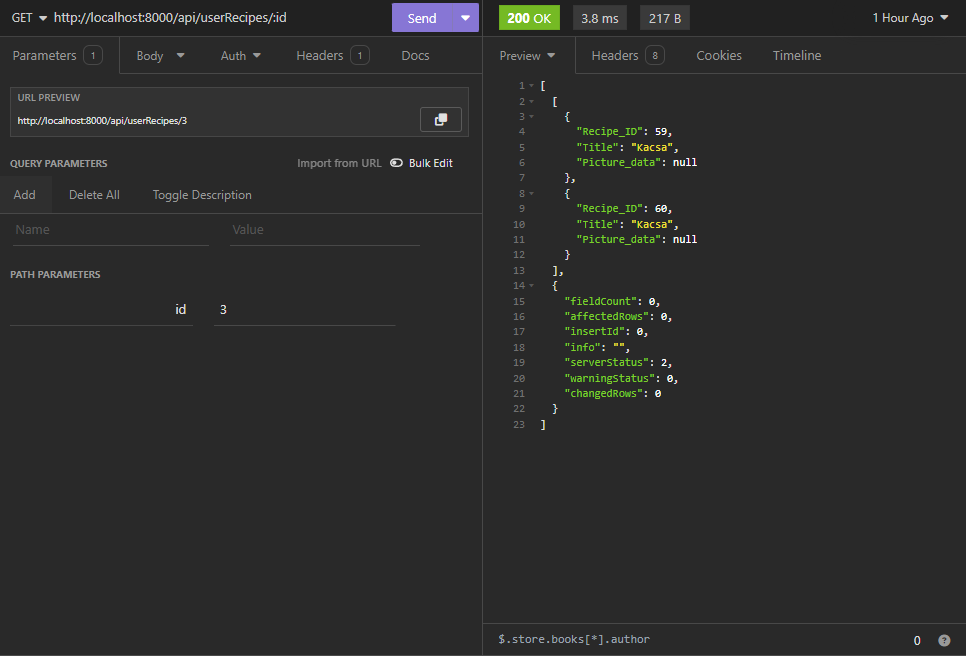 GET http://localhost:8000/api/userRecipes/:id Send
200 OK 3.8 ms 217 B 1 Hour Ago
Parameters 1 Body Auth Headers 1 Docs
URL PREVIEW
http://localhost:8000/api/userRecipes/3
QUERY PARAMETERS Import from URL Bulk Edit
Add Delete All Toggle Description
Name Value
PATH PARAMETERS
id 3
Preview Headers 8 Cookies Timeline
1 [
2 [
3 {
4 "Recipe_ID": 59,
5 "Title": "Kacsa",
6 "Picture_data": null
7 },
8 {
9 "Recipe_ID": 60,
10 "Title": "Kacsa",
11 "Picture_data": null
12 }
13 ],
14 {
15 "fieldCount": 0,
16 "affectedRows": 0,
17 "insertId": 0,
18 "info": "",
19 "serverStatus": 2,
20 "warningStatus": 0,
21 "changedRows": 0
22 }
23 ]
$.store.books[*].author 0 ?